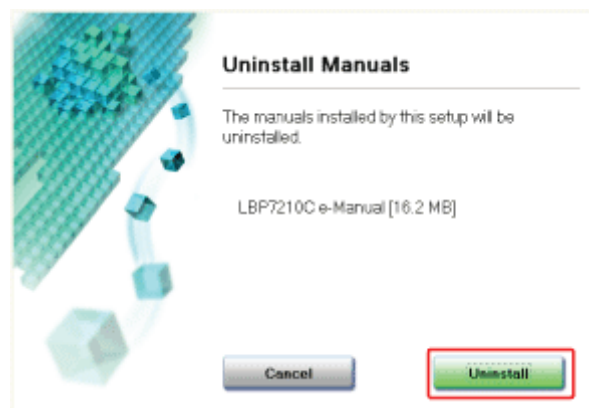 Uninstall Manuals
The manuals installed by this setup will be
uninstalled.
LBP7210C e-Manual [16.2 MB]
Cancel
Uninstall